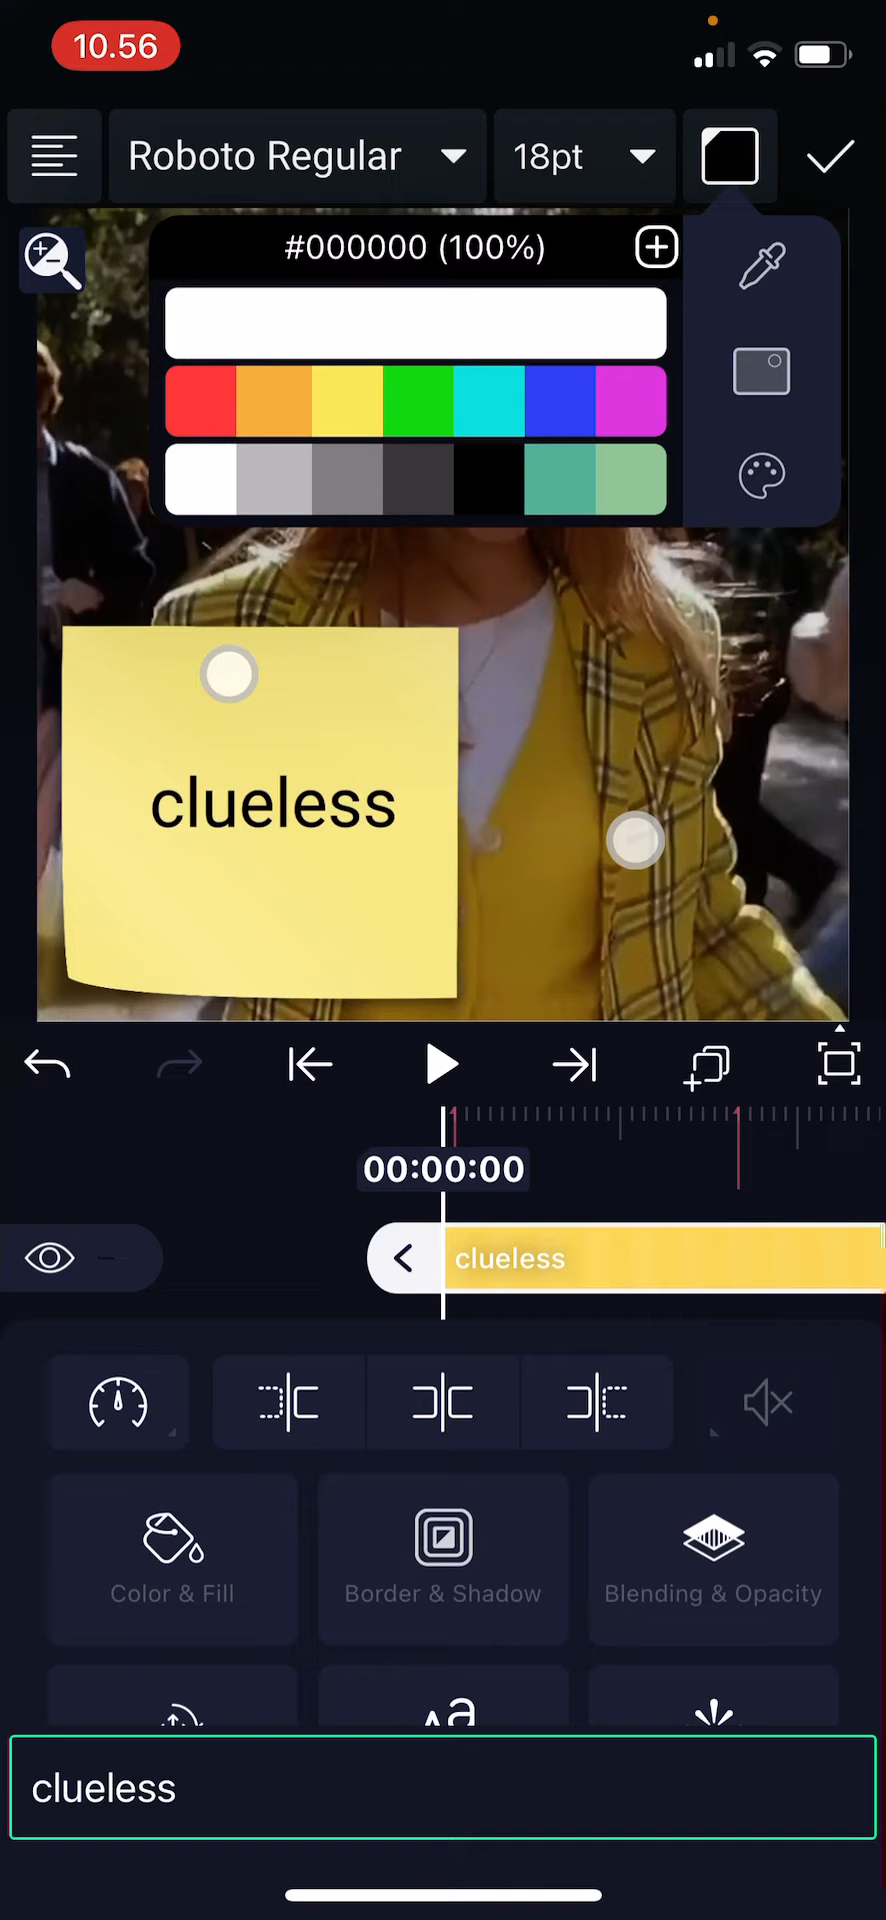 10.56
Roboto Regular
18pt
#000000 (100%)
clueless
00:00:00
clueless
Color & Fill
Border & Shadow
Blending & Opacity
Aa
clueless